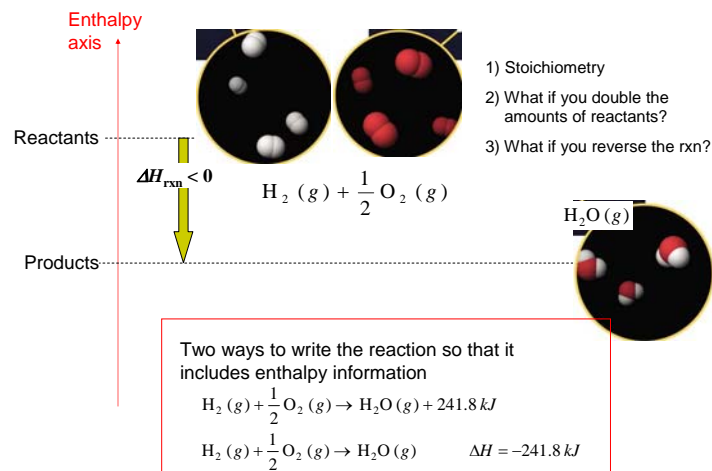 Enthalpy
axis
1) Stoichiometry
2) What if you double the
amounts of reactants?
3) What if you reverse the rxn?
Reactants
ΔH_rxn < 0
H₂ (g) + 1/2 O₂ (g)
H₂O (g)
Products
Two ways to write the reaction so that it
includes enthalpy information
H₂ (g) + 1/2 O₂ (g) → H₂O (g) + 241.8 kJ
H₂ (g) + 1/2 O₂ (g) → H₂O (g) ΔH = −241.8 kJ